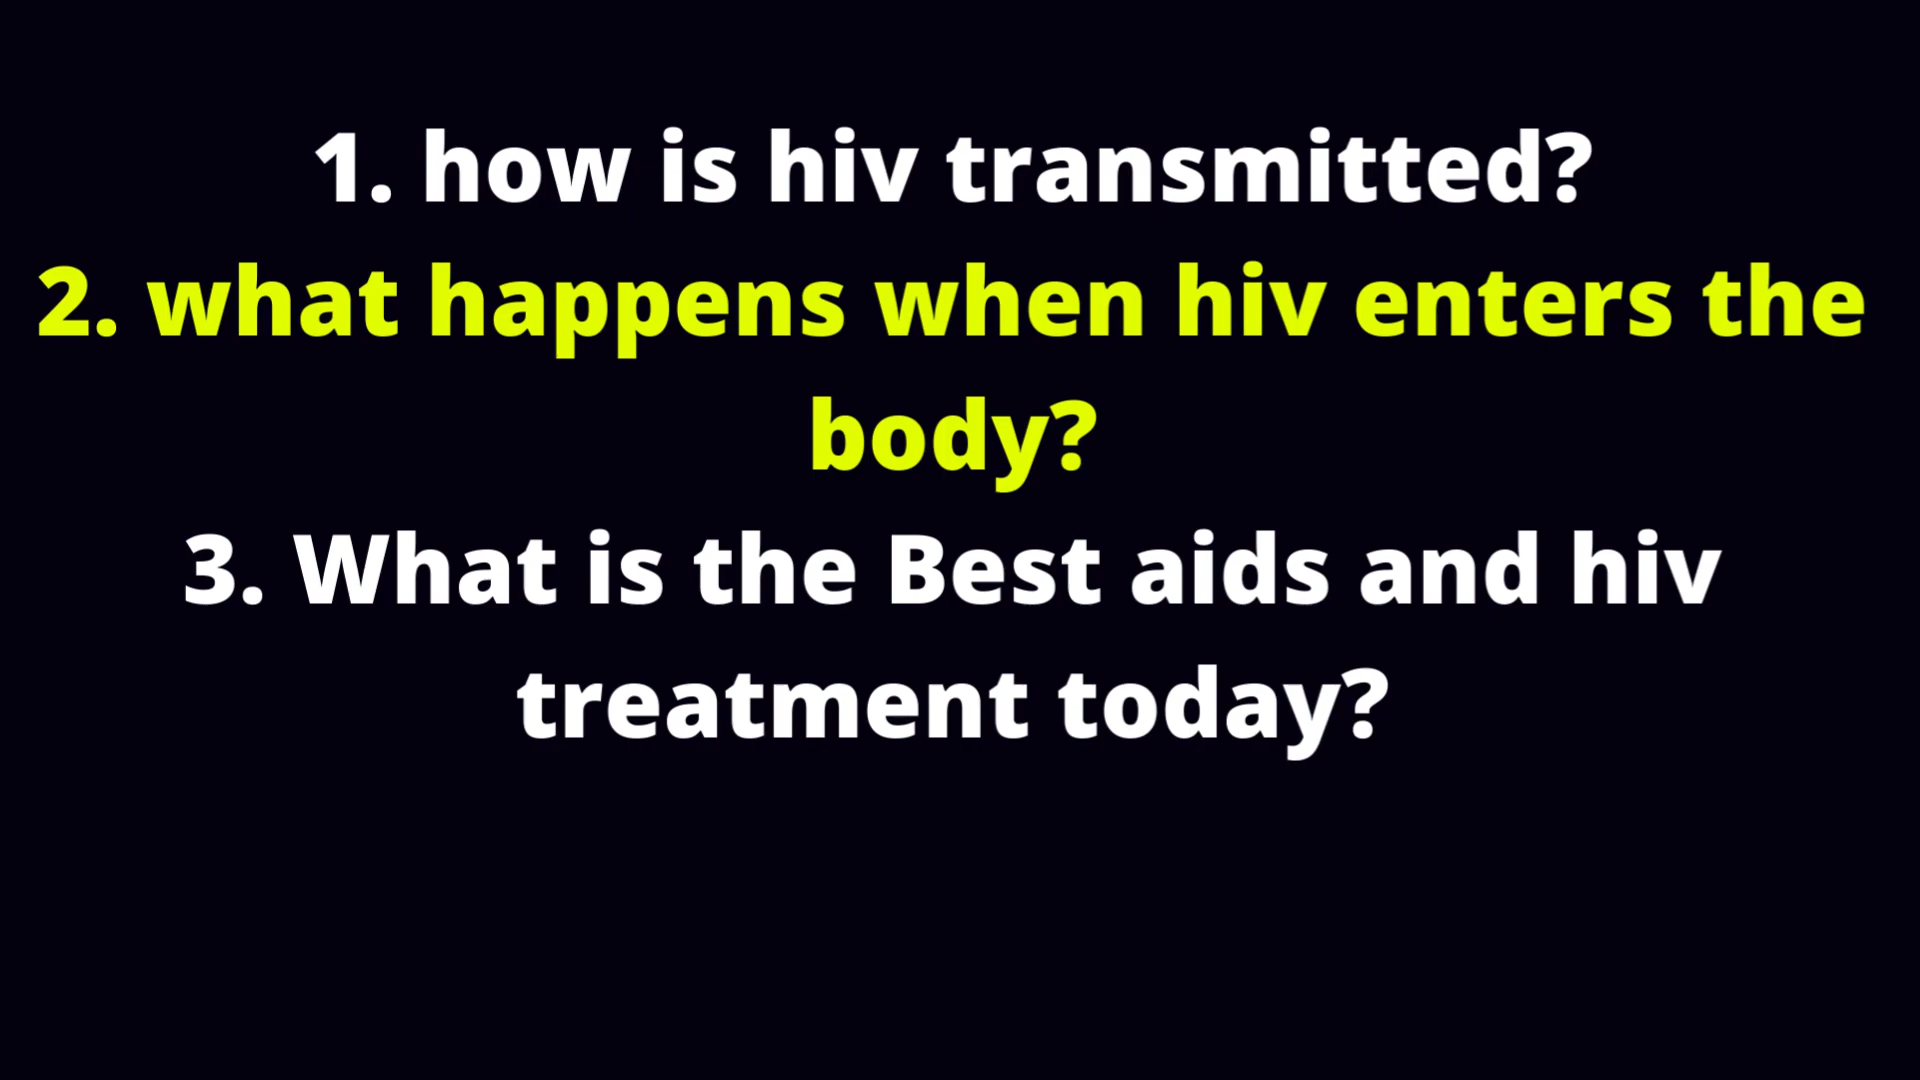 1. how is hiv transmitted?
2. what happens when hiv enters the
body?
3. What is the Best aids and hiv
treatment today?